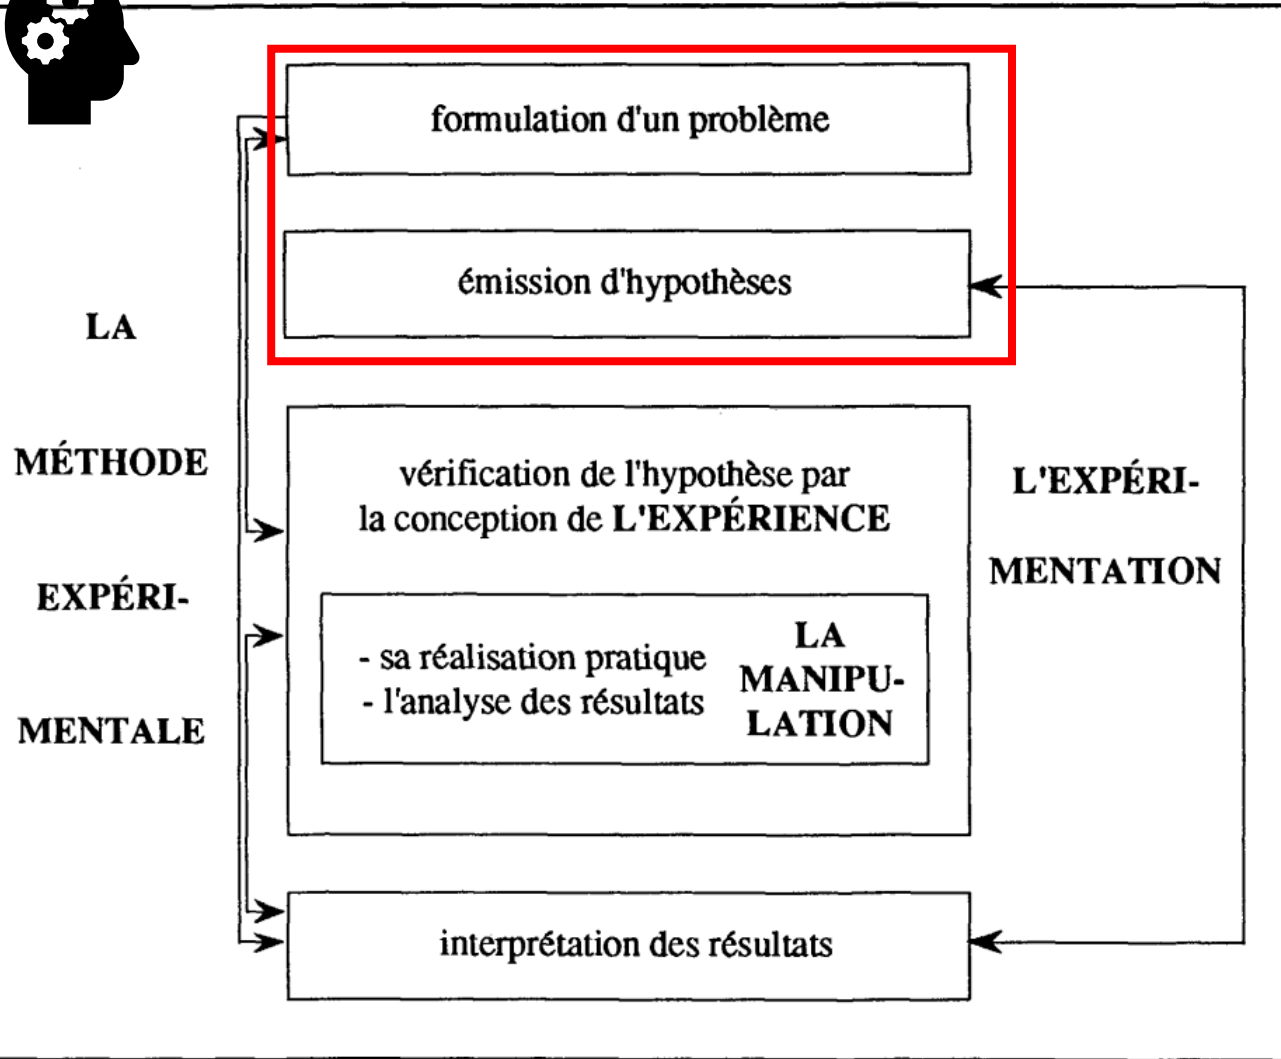 formulation d'un problème
émission d'hypothèses
LA
MÉTHODE
EXPÉRI-
MENTALE
vérification de l'hypothèse par
la conception de L'EXPÉRIENCE
- sa réalisation pratique
- l'analyse des résultats
LA
MANIPU-
LATION
L'EXPÉRI-
MENTATION
interprétation des résultats